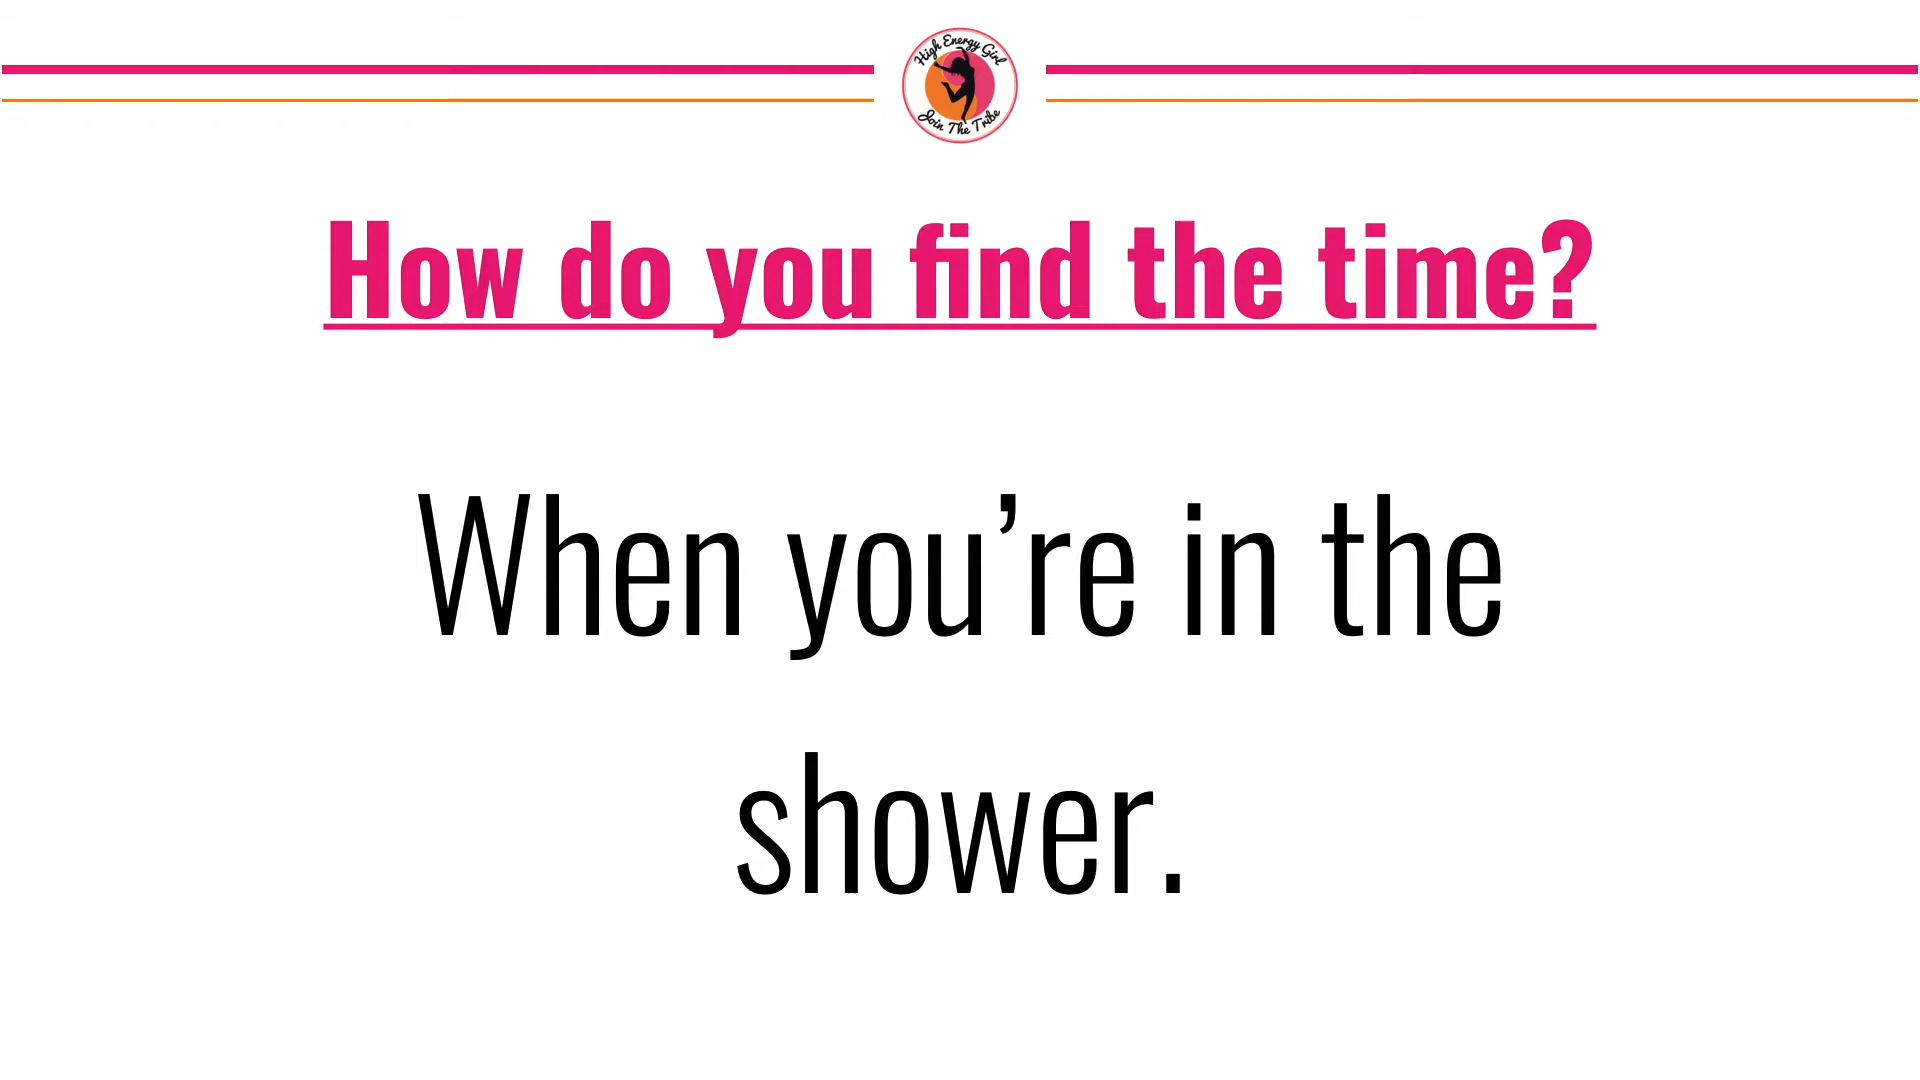 High Energy Girl
Join The Tribe
How do you find the time?
When you’re in the
shower.